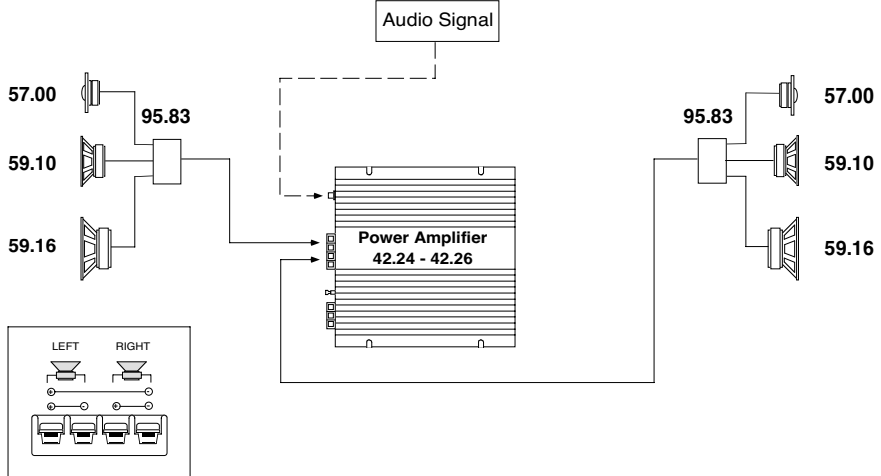 Audio Signal
57.00
95.83
59.10
59.16
95.83
57.00
59.10
59.16
Power Amplifier
42.24 - 42.26
LEFT RIGHT
+ -
+ - + -